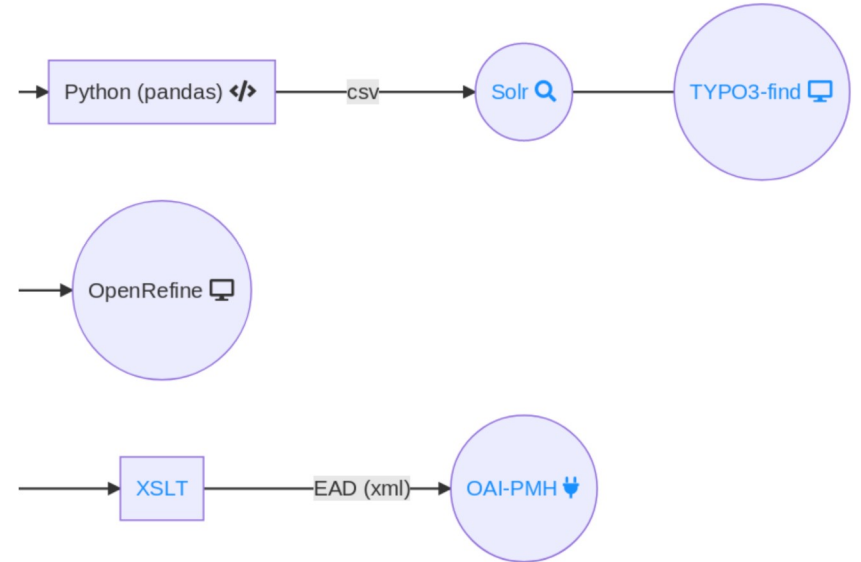 Python (pandas)
csv
Solr
TYPO3-find
OpenRefine
XSLT
EAD (xml)
OAI-PMH